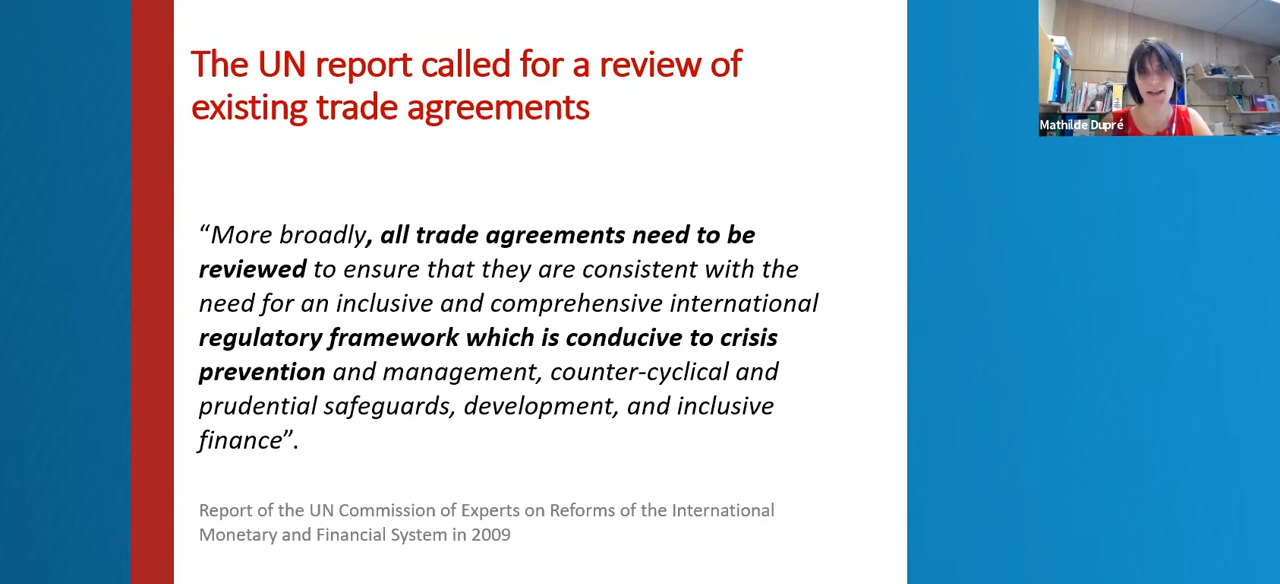 The UN report called for a review of
existing trade agreements
Mathilde Dupré
“More broadly, all trade agreements need to be
reviewed to ensure that they are consistent with the
need for an inclusive and comprehensive international
regulatory framework which is conducive to crisis
prevention and management, counter-cyclical and
prudential safeguards, development, and inclusive
finance”.
Report of the UN Commission of Experts on Reforms of the International
Monetary and Financial System in 2009